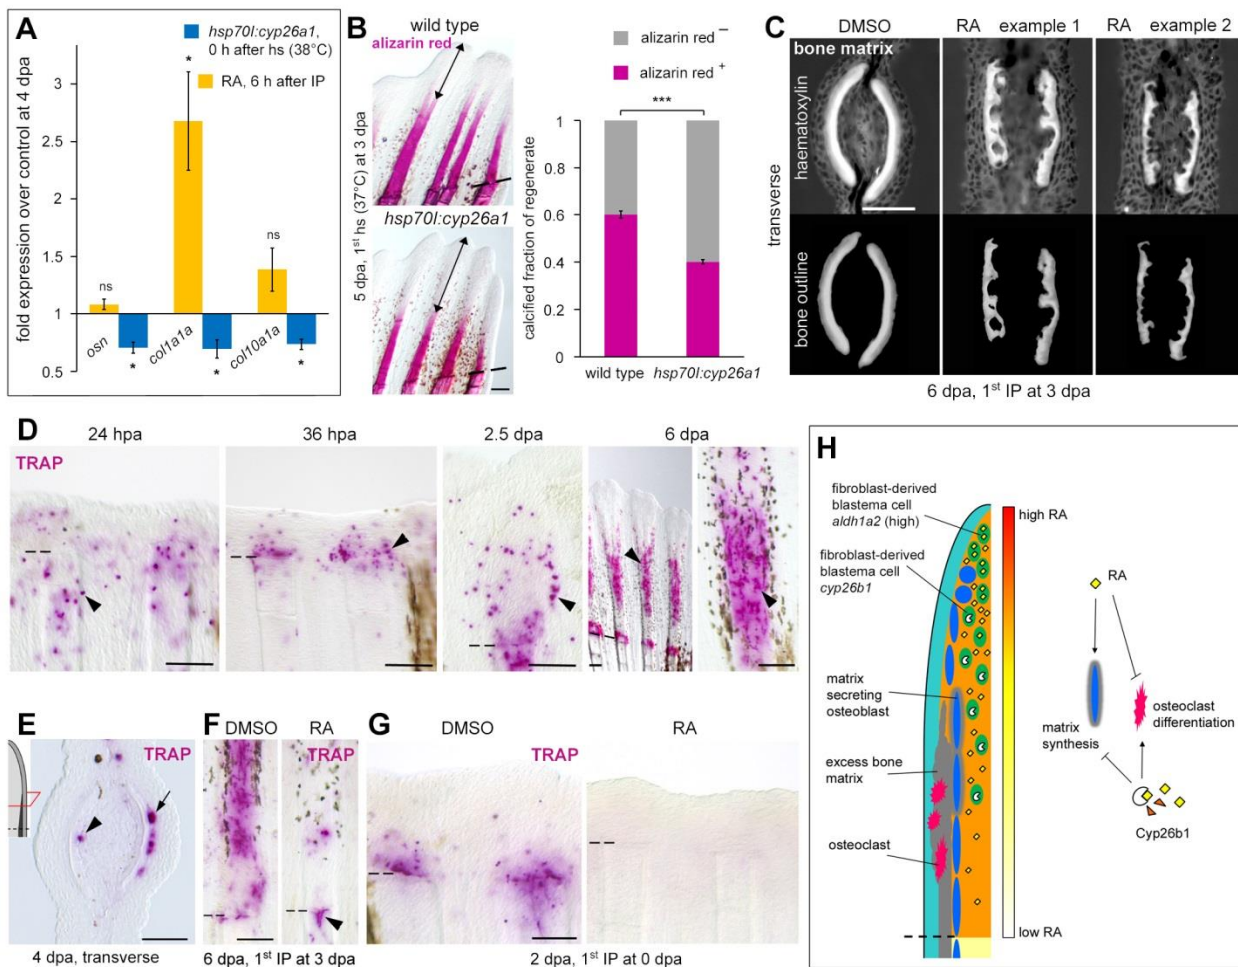 A
hsp70l:cyp26a1,
0 h after hs (38°C)
RA, 6 h after IP
fold expression over control at 4 dpa
3
2.5
2
1.5
1
0.5
ns
*
ns
*
*
*
osn
col1a1a
col10a1a
B
wild type
alizarin red
hsp70l:cyp26a1
5 dpa, 1st hs (37°C) at 3 dpa
alizarin red −
alizarin red +
***
calcified fraction of regenerate
1
0.8
0.6
0.4
0.2
0
wild type
hsp70l:cyp26a1
C
DMSO
RA example 1
RA example 2
bone matrix
haematoxylin
transverse
bone outline
6 dpa, 1st IP at 3 dpa
D
24 hpa
36 hpa
2.5 dpa
6 dpa
TRAP
E
TRAP
4 dpa, transverse
F
DMSO
RA
TRAP
6 dpa, 1st IP at 3 dpa
G
DMSO
RA
TRAP
2 dpa, 1st IP at 0 dpa
H
fibroblast-derived
blastema cell
aldh1a2 (high)
fibroblast-derived
blastema cell
cyp26b1
matrix
secreting
osteoblast
excess bone
matrix
osteoclast
high RA
low RA
RA
matrix
synthesis
osteoclast
differentiation
Cyp26b1